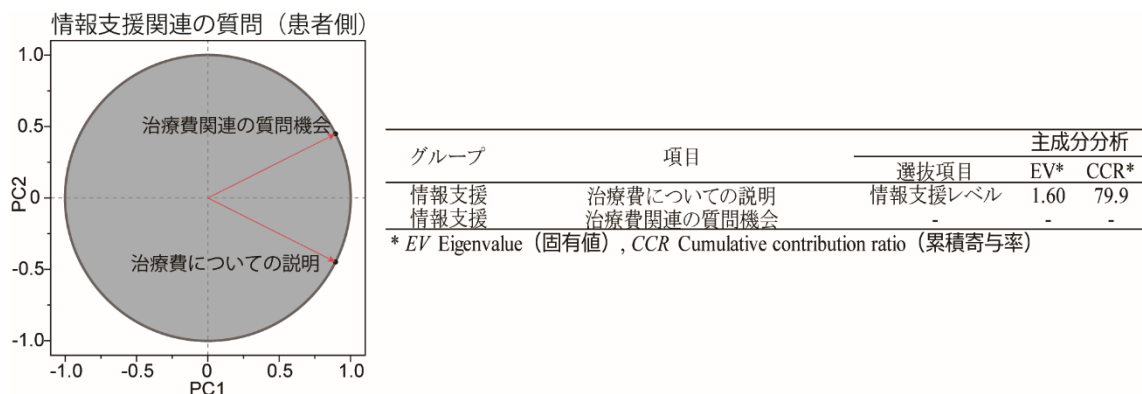 情報支援関連の質問（患者側）
1.0
0.5
0
-0.5
-1.0
PC2
治療費関連の質問機会
治療費についての説明
-1.0 -0.5 0 0.5 1.0
PC1
主成分分析
グループ 項目 選抜項目 EV* CCR*
情報支援 治療費についての説明 情報支援レベル 1.60 79.9
情報支援 治療費関連の質問機会 - - -
* EV Eigenvalue（固有値）, CCR Cumulative contribution ratio（累積寄与率）